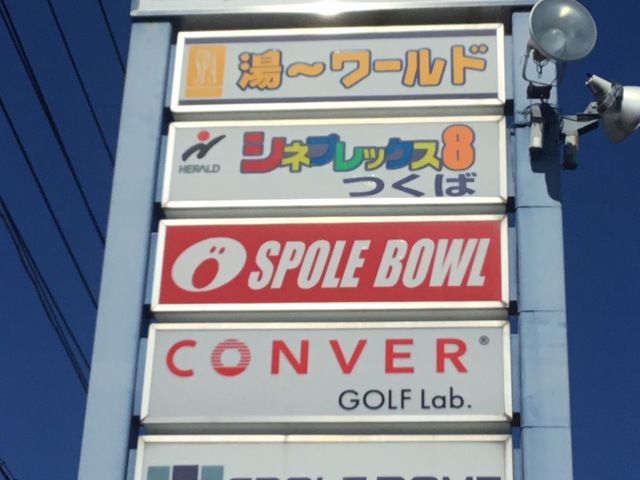 SPA
湯～ワールド
HERALD
シネプレックス8
つくば
SPOLE BOWL
CONVER®
GOLF Lab.